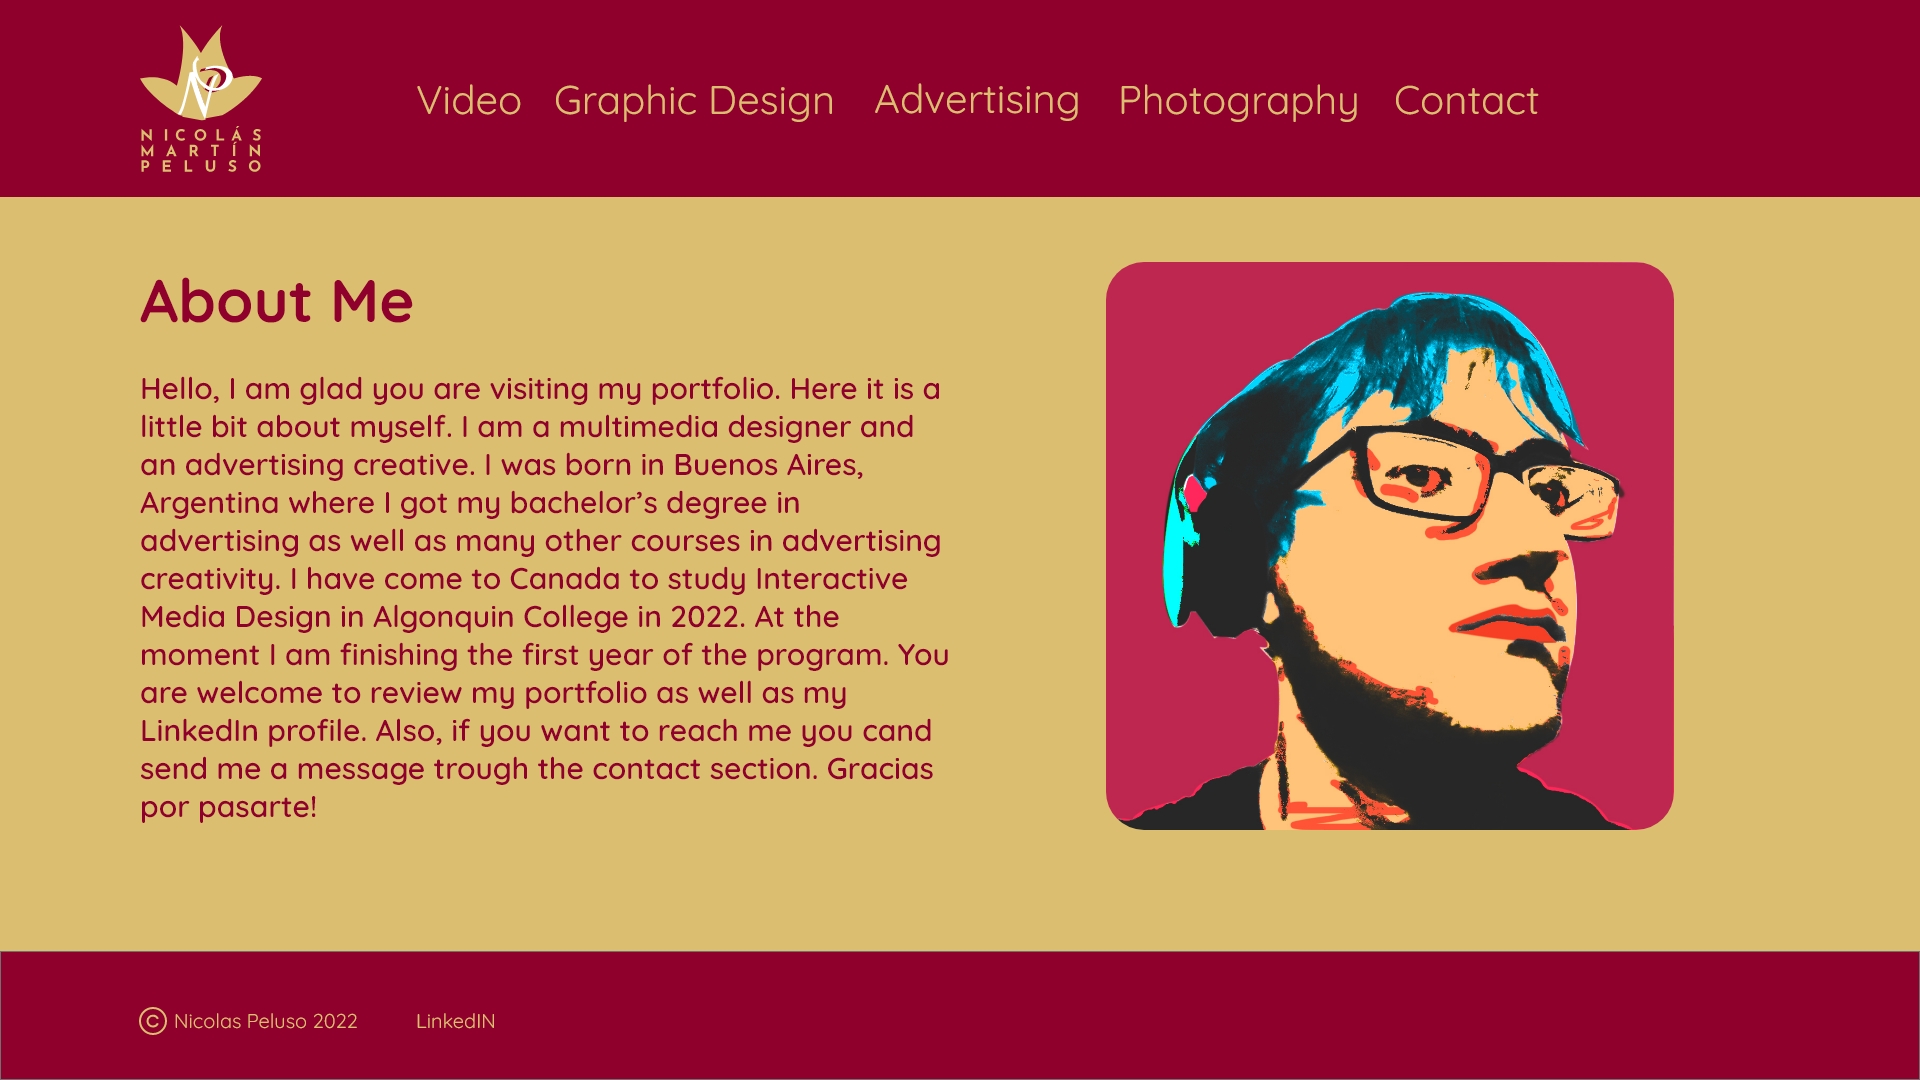 NP
NICOLÁS
MARTÍN
PELUSO
Video Graphic Design Advertising Photography Contact
About Me
Hello, I am glad you are visiting my portfolio. Here it is a
little bit about myself. I am a multimedia designer and
an advertising creative. I was born in Buenos Aires,
Argentina where I got my bachelor’s degree in
advertising as well as many other courses in advertising
creativity. I have come to Canada to study Interactive
Media Design in Algonquin College in 2022. At the
moment I am finishing the first year of the program. You
are welcome to review my portfolio as well as my
LinkedIn profile. Also, if you want to reach me you cand
send me a message trough the contact section. Gracias
por pasarte!
© Nicolas Peluso 2022 LinkedIN